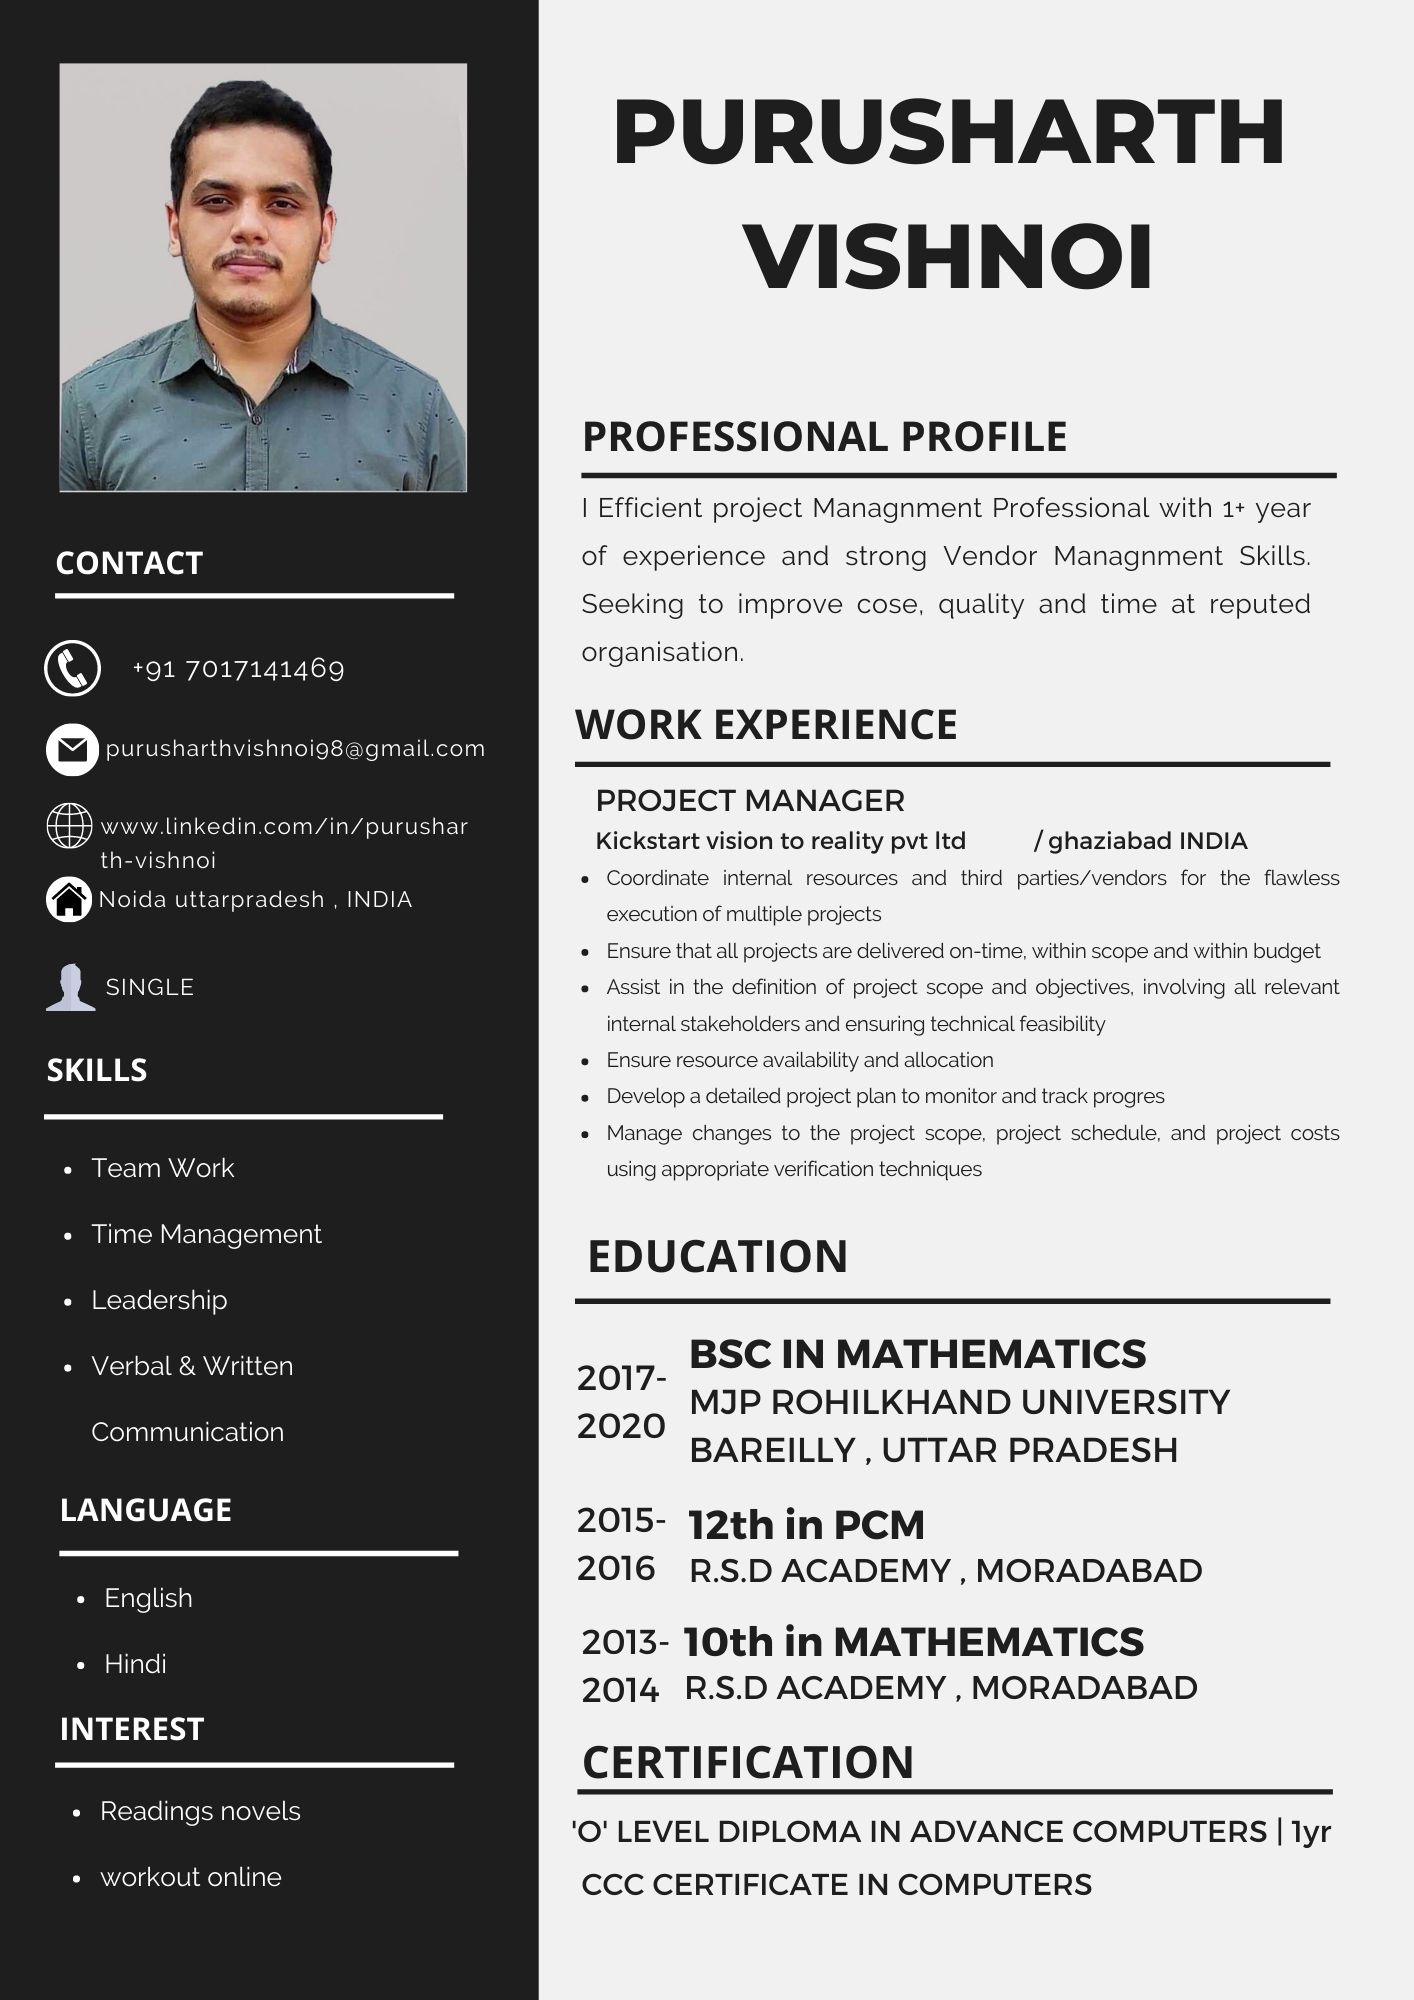 PURUSHARTH
VISHNOI
CONTACT
+91 7017141469
purusharthvishnoi98@gmail.com
www.linkedin.com/in/purushar
th-vishnoi
Noida uttarpradesh , INDIA
SINGLE
SKILLS
• Team Work
• Time Management
• Leadership
• Verbal & Written
Communication
LANGUAGE
• English
• Hindi
INTEREST
• Readings novels
• workout online
PROFESSIONAL PROFILE
I Efficient project Managnment Professional with 1+ year
of experience and strong Vendor Managnment Skills.
Seeking to improve cose, quality and time at reputed
organisation.
WORK EXPERIENCE
PROJECT MANAGER
Kickstart vision to reality pvt ltd / ghaziabad INDIA
• Coordinate internal resources and third parties/vendors for the flawless
execution of multiple projects
• Ensure that all projects are delivered on-time, within scope and within budget
• Assist in the definition of project scope and objectives, involving all relevant
internal stakeholders and ensuring technical feasibility
• Ensure resource availability and allocation
• Develop a detailed project plan to monitor and track progres
• Manage changes to the project scope, project schedule, and project costs
using appropriate verification techniques
EDUCATION
2017-
2020
BSC IN MATHEMATICS
MJP ROHILKHAND UNIVERSITY
BAREILLY , UTTAR PRADESH
2015-
2016
12th in PCM
R.S.D ACADEMY , MORADABAD
2013-
2014
10th in MATHEMATICS
R.S.D ACADEMY , MORADABAD
CERTIFICATION
'O' LEVEL DIPLOMA IN ADVANCE COMPUTERS | 1yr
CCC CERTIFICATE IN COMPUTERS